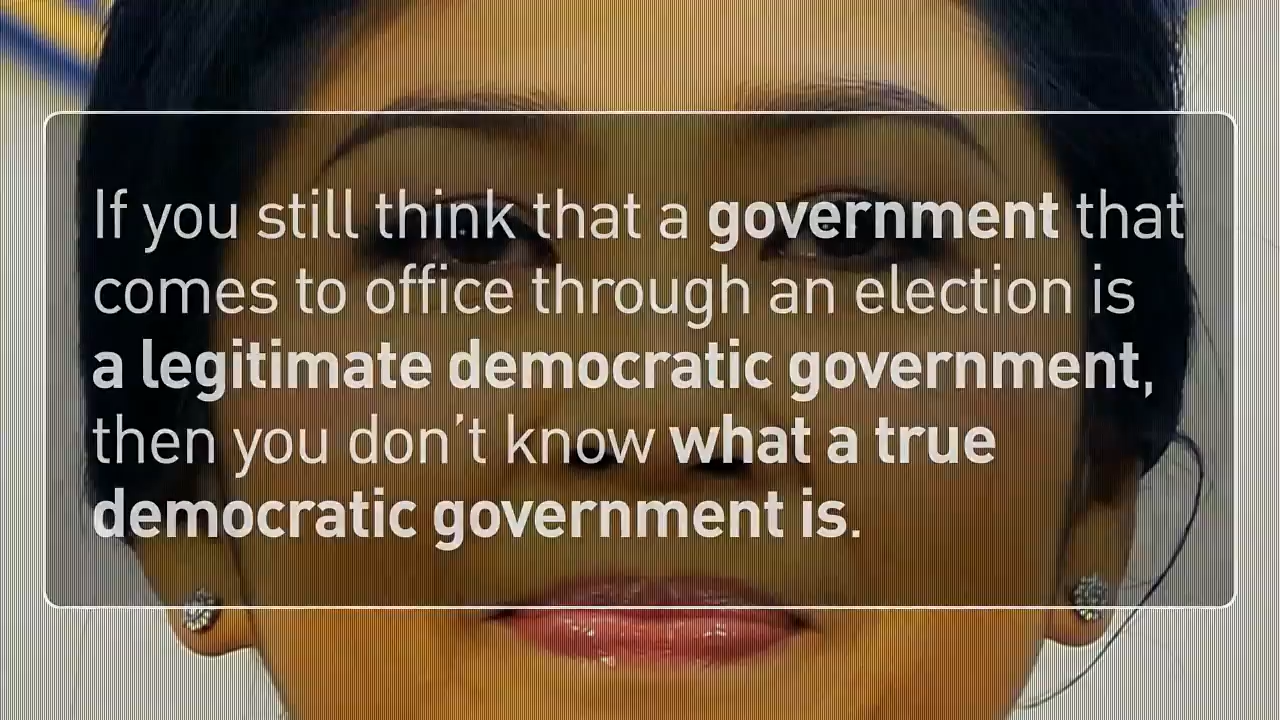 If you still think that a government that
comes to office through an election is
a legitimate democratic government,
then you don't know what a true
democratic government is.